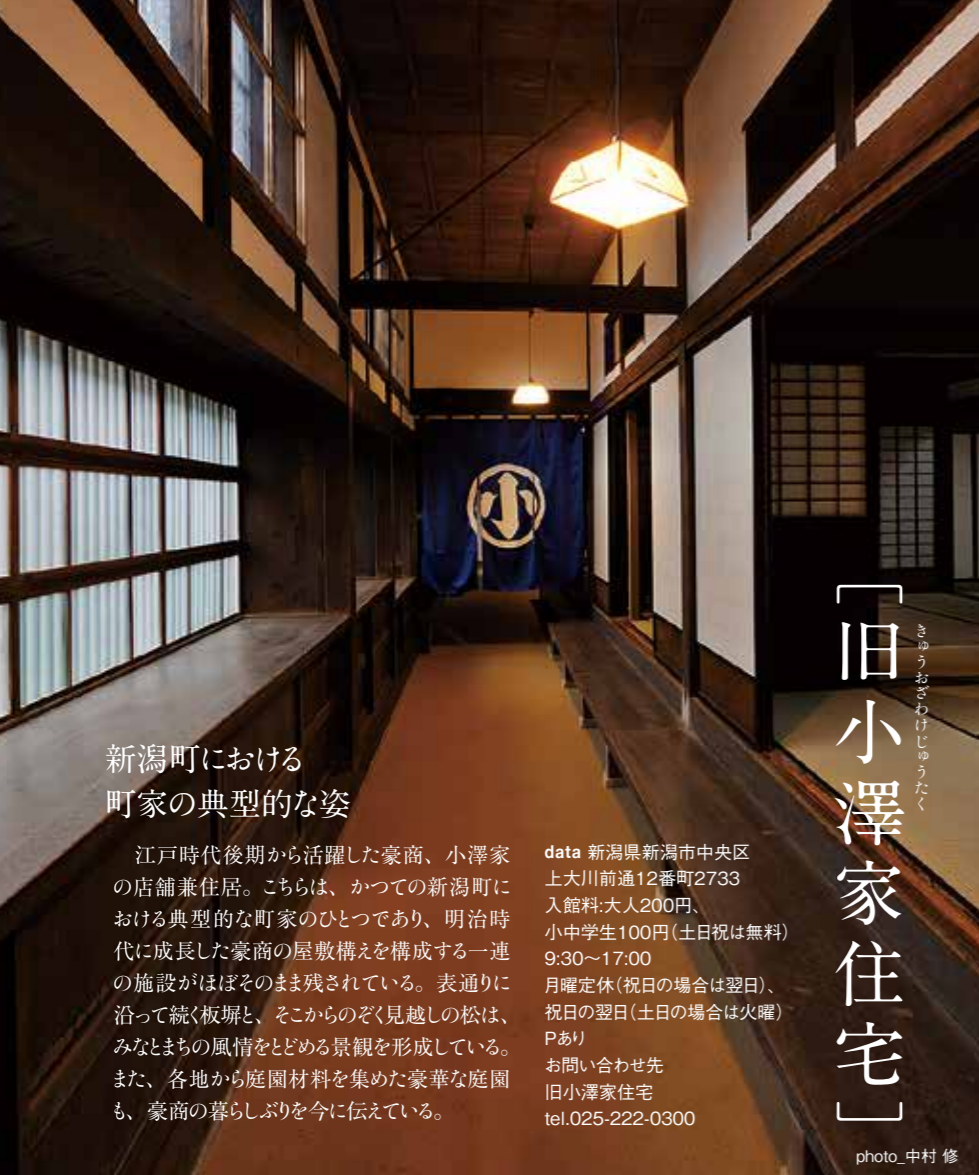 小
[旧小澤家住宅]
きゅうおざわけじゅうたく
新潟町における
町家の典型的な姿
　江戸時代後期から活躍した豪商、小澤家
の店舗兼住居。こちらは、かつての新潟町に
おける典型的な町家のひとつであり、明治時
代に成長した豪商の屋敷構えを構成する一連
の施設がほぼそのまま残されている。表通りに
沿って続く板塀と、そこからのぞく見越しの松は、
みなとまちの風情をとどめる景観を形成している。
また、各地から庭園材料を集めた豪華な庭園
も、豪商の暮らしぶりを今に伝えている。
data 新潟県新潟市中央区
上大川前通12番町2733
入館料:大人200円、
小中学生100円(土日祝は無料)
9:30〜17:00
月曜定休(祝日の場合は翌日)、
祝日の翌日(土日の場合は火曜)
Pあり
お問い合わせ先
旧小澤家住宅
tel.025-222-0300
photo_中村 修